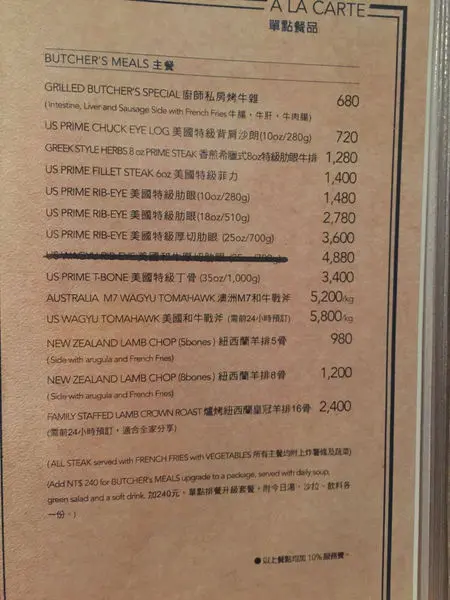 A LA CARTE
單點餐品
BUTCHER'S MEALS 主餐
GRILLED BUTCHER'S SPECIAL 廚師私房烤牛雜 680
(Intestine, Liver and Sausage Side with French Fries 牛腸，牛肝，牛肉腸)
US PRIME CHUCK EYE LOG 美國特級背肩沙朗(10oz/280g) 720
GREEK STYLE HERBS 8 oz PRIME STEAK 香煎希臘式8oz特級肋眼牛排 1,280
US PRIME FILLET STEAK 6oz 美國特級菲力 1,400
US PRIME RIB-EYE 美國特級肋眼(10oz/280g) 1,480
US PRIME RIB-EYE 美國特級肋眼(18oz/510g) 2,780
US PRIME RIB-EYE 美國特級厚切肋眼 (25oz/700g) 3,600
US WAGYU RIB-EYE 美國和牛厚切肋眼 4,880
US PRIME T-BONE 美國特級丁骨 (35oz/1,000g) 3,400
AUSTRALIA M7 WAGYU TOMAHAWK 澳洲M7和牛戰斧 5,200/kg
US WAGYU TOMAHAWK 美國和牛戰斧 (需前24小時預訂) 5,800/kg
NEW ZEALAND LAMB CHOP (5bones) 紐西蘭羊排5骨 980
(Side with arugula and French Fries)
NEW ZEALAND LAMB CHOP (8bones) 紐西蘭羊排8骨 1,200
(Side with arugula and French Fries)
FAMILY STAFFED LAMB CROWN ROAST 爐烤紐西蘭皇冠羊排16骨 2,400
(需前24小時預訂，適合全家分享)
(ALL STEAK served with FRENCH FRIES with VEGETABLES 所有主餐均附上炸薯條及蔬菜)
(Add NT$ 240 for BUTCHER's MEALS upgrade to a package, served with daily soup,
green salad and a soft drink. 加240元，單點排餐升級套餐，附今日湯、沙拉、飲料各
一份。)
● 以上餐點均加 10% 服務費。